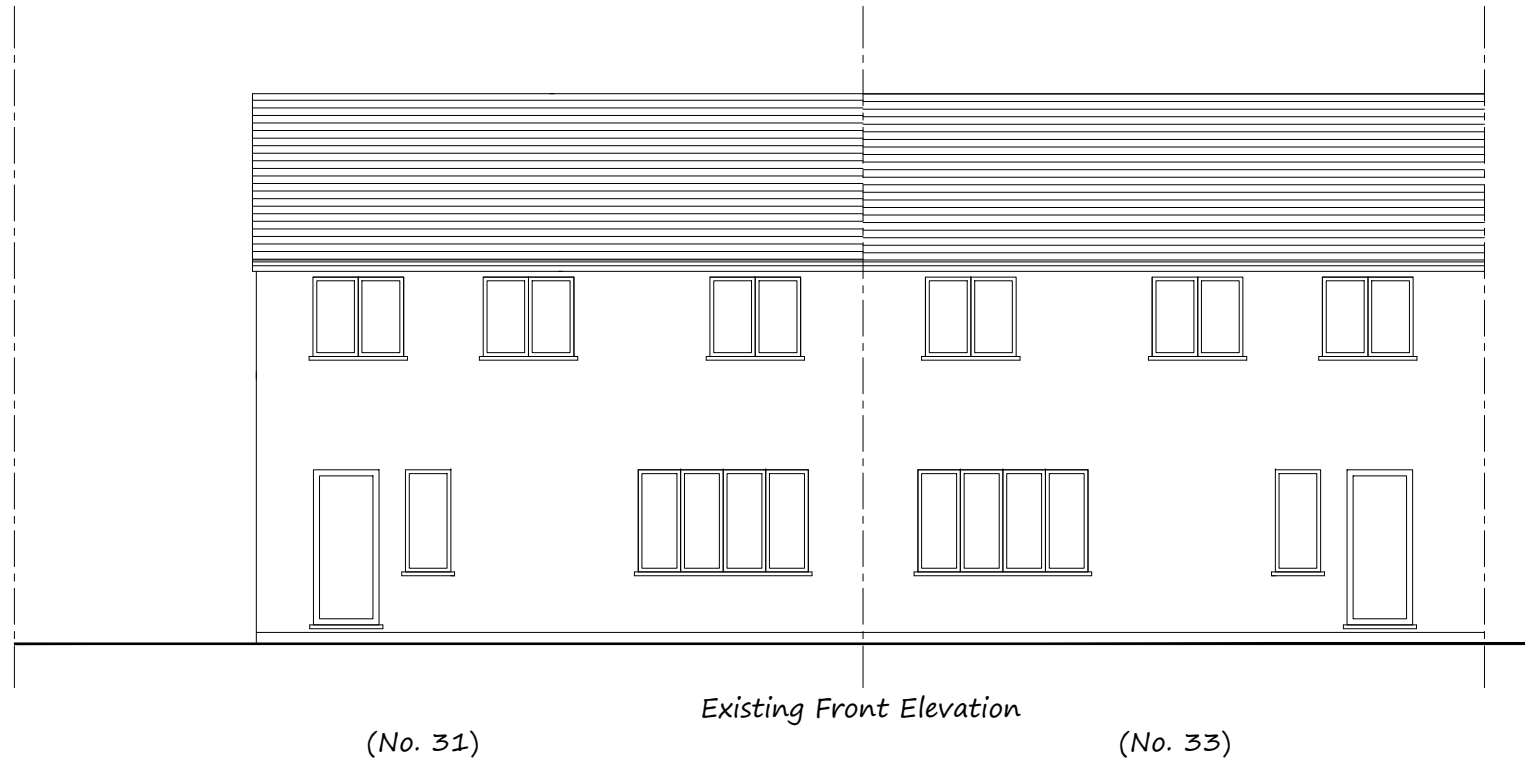 Existing Front Elevation
(No. 31) (No. 33)